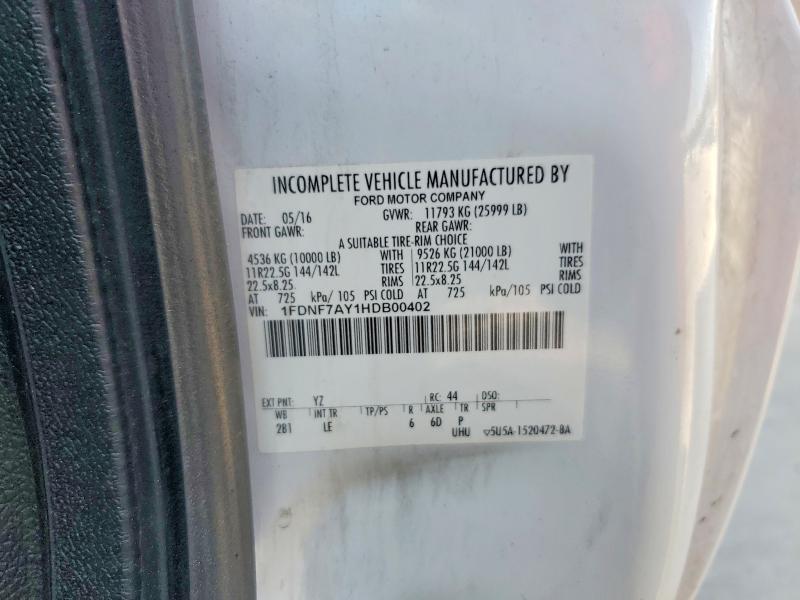 INCOMPLETE VEHICLE MANUFACTURED BY
FORD MOTOR COMPANY
DATE: 05/16 GVWR: 11793 KG (25999 LB)
FRONT GAWR: REAR GAWR:
A SUITABLE TIRE-RIM CHOICE
4536 KG (10000 LB) WITH 9526 KG (21000 LB) WITH
11R22.5G 144/142L TIRES 11R22.5G 144/142L TIRES
22.5x8.25 RIMS 22.5x8.25 RIMS
AT 725 kPa/ 105 PSI COLD AT 725 kPa/ 105 PSI COLD
VIN: 1FDNF7AY1HDB00402
EXT PNT: YZ RC: 44 DSO:
WB INT TR TP/PS R AXLE TR SPR
281 LE 6 6D P
UHU 5U5A-1520472-BA